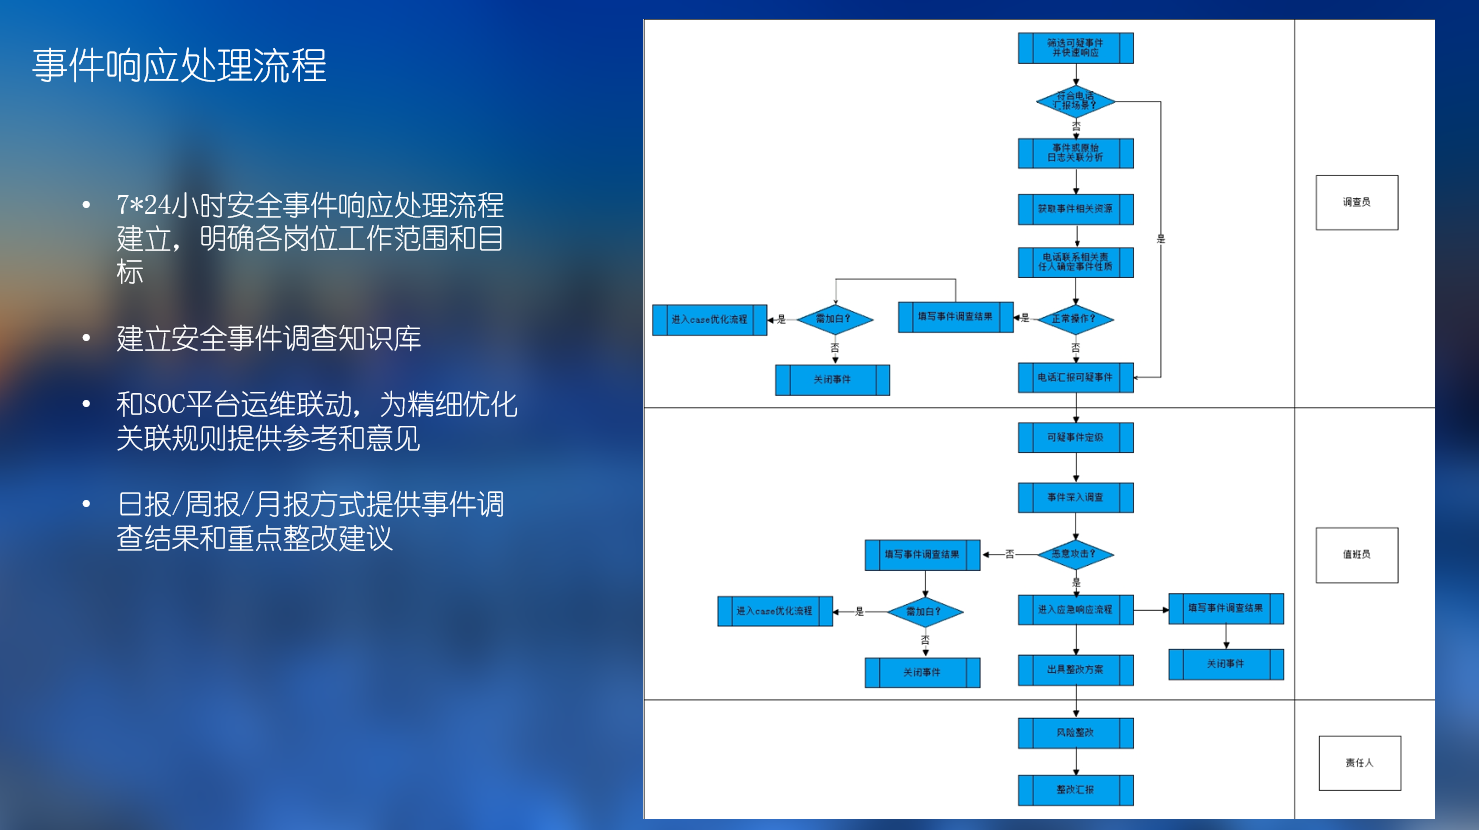 事件响应处理流程
• 7*24小时安全事件响应处理流程
建立，明确各岗位工作范围和目
标
• 建立安全事件调查知识库
• 和SOC平台运维联动，为精细优化
关联规则提供参考和意见
• 日报/周报/月报方式提供事件调
查结果和重点整改建议
筛选可疑事件
并快速响应
符合电话
汇报场景？
否
是
事件或原始
日志关联分析
获取事件相关资源
电话联系相关责
任人确定事件性质
正常操作？
是
填写事件调查结果
需加白？
是
进入case优化流程
否
关闭事件
否
电话汇报可疑事件
调查员
可疑事件定级
事件深入调查
恶意攻击？
否
填写事件调查结果
需加白？
是
进入case优化流程
否
关闭事件
是
进入应急响应流程
填写事件调查结果
关闭事件
出具整改方案
值班员
风险整改
整改汇报
责任人